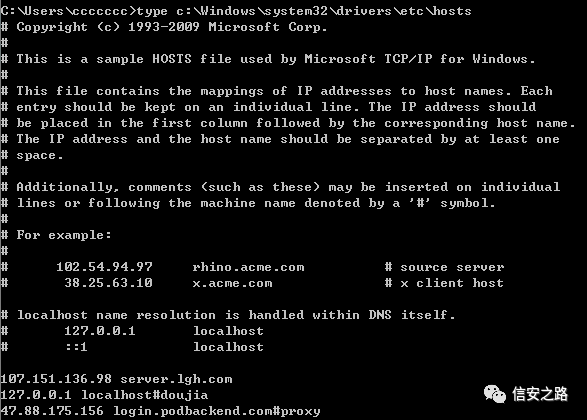 C:\Users\ccccccc>type c:\Windows\system32\drivers\etc\hosts
# Copyright (c) 1993-2009 Microsoft Corp.
#
# This is a sample HOSTS file used by Microsoft TCP/IP for Windows.
#
# This file contains the mappings of IP addresses to host names. Each
# entry should be kept on an individual line. The IP address should
# be placed in the first column followed by the corresponding host name.
# The IP address and the host name should be separated by at least one
# space.
#
# Additionally, comments (such as these) may be inserted on individual
# lines or following the machine name denoted by a '#' symbol.
#
# For example:
#
#      102.54.94.97     rhino.acme.com          # source server
#       38.25.63.10     x.acme.com              # x client host

# localhost name resolution is handled within DNS itself.
#       127.0.0.1       localhost
#       ::1             localhost

107.151.136.98 server.lgh.com
127.0.0.1 localhost#doujia
47.88.175.156 login.podbackend.com#proxy
信安之路